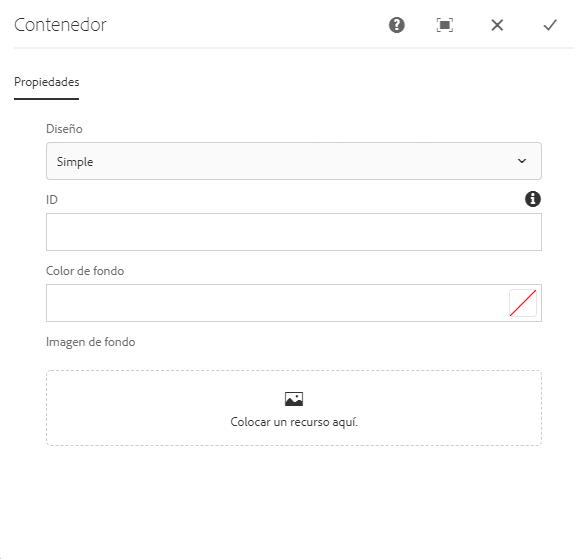 Contenedor
Propiedades
Diseño
Simple
ID
Color de fondo
Imagen de fondo
Colocar un recurso aquí.